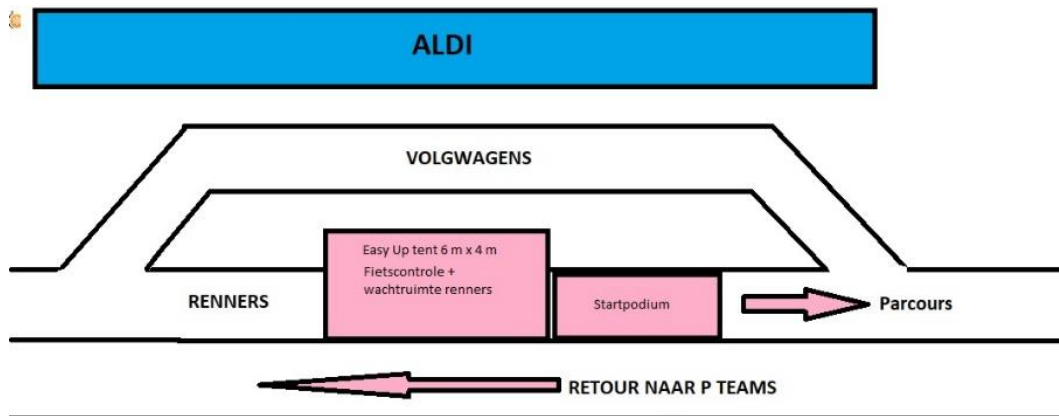 ALDI
VOLGWAGENS
Easy Up tent 6 m x 4 m
Fietscontrole +
wachtruimte renners
RENNERS
Startpodium
Parcours
RETOUR NAAR P TEAMS